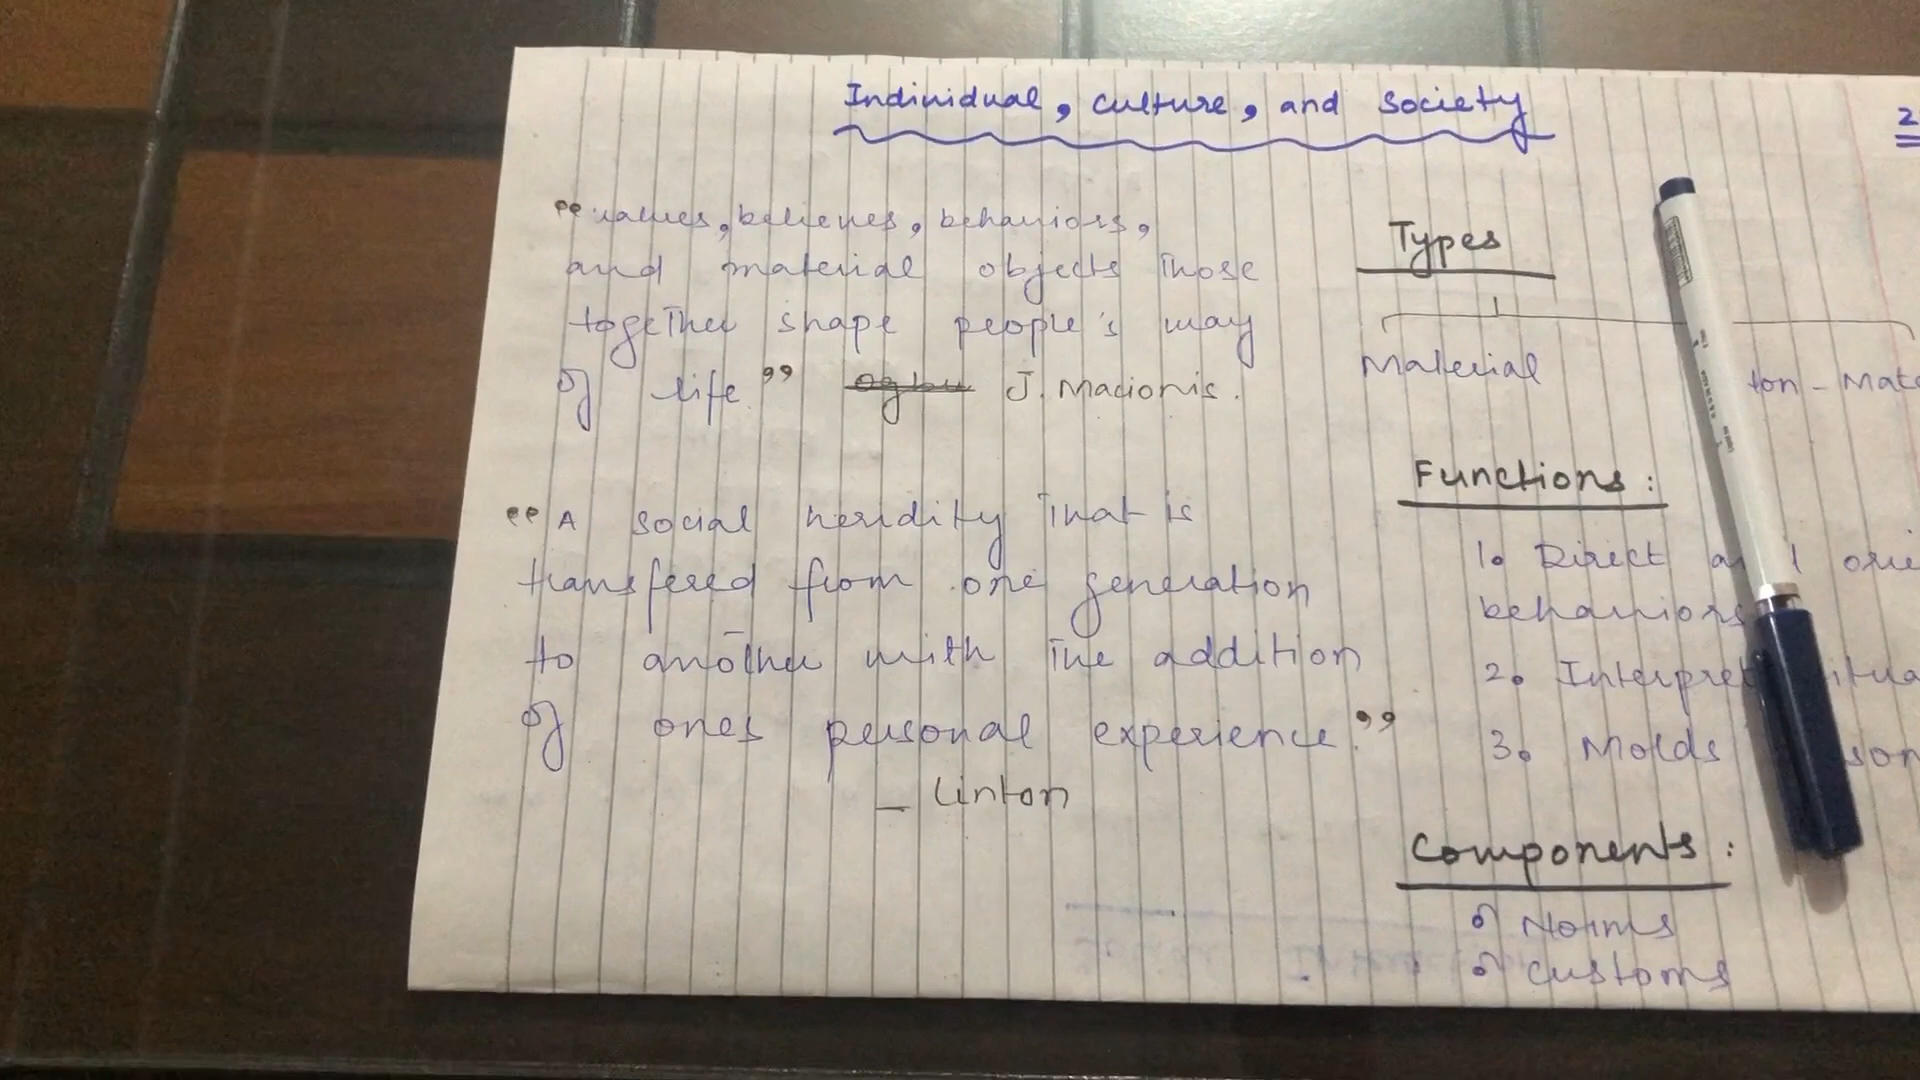 Individual, culture, and society
2
"values, believes, behaviors,
and material objects those
together shape people's way
of life." J. Macionis.
"A social heridity that is
transfered from one generation
to another with the addition
of ones personal experience."
_ Linton
Types
Material
Functions:
1. Direct
behaviors
2. Interpret
3. Molds
Components:
Norms
customs